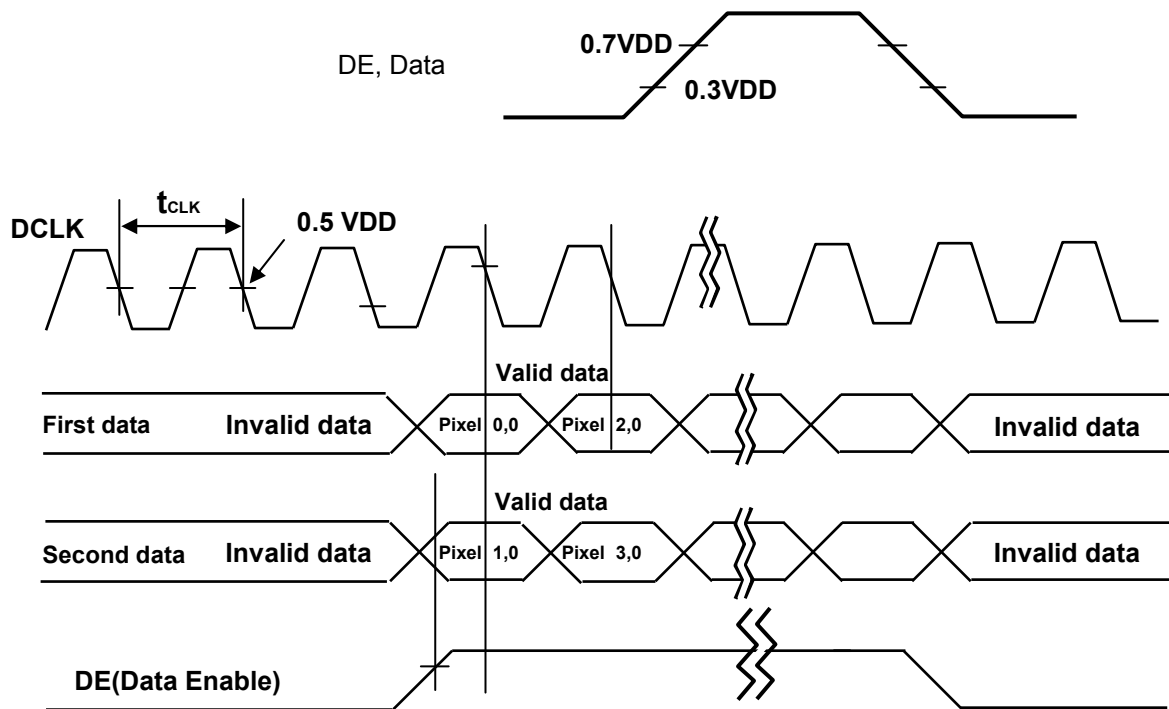 0.7VDD
DE, Data
0.3VDD
tCLK
0.5 VDD
DCLK
Valid data
First data Invalid data Pixel 0,0 Pixel 2,0 Invalid data
Valid data
Second data Invalid data Pixel 1,0 Pixel 3,0 Invalid data
DE(Data Enable)